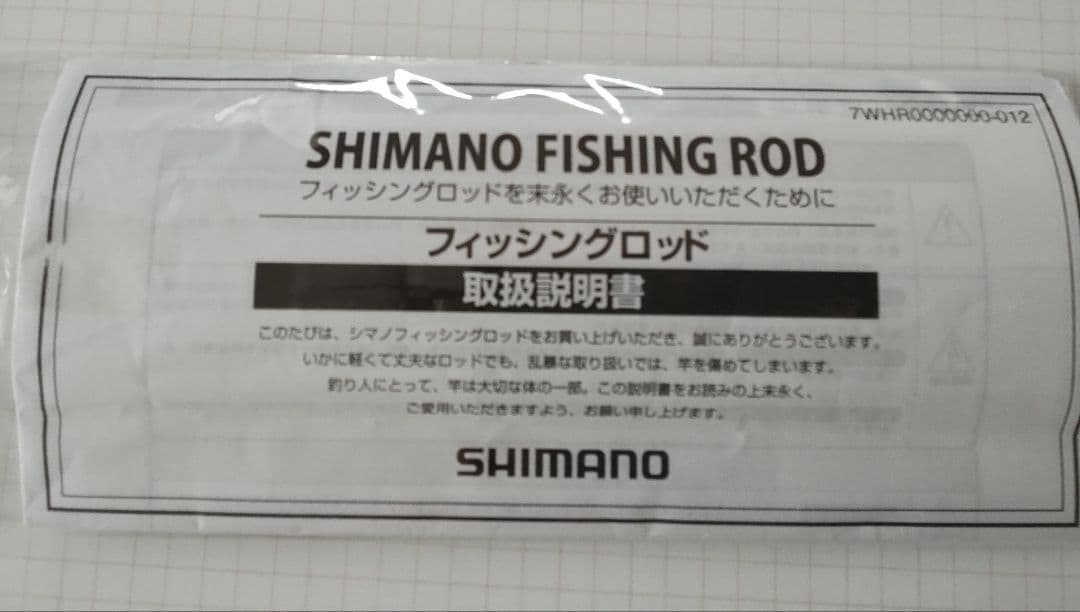 7WHR0000000-012
SHIMANO FISHING ROD
フィッシングロッドを末永くお使いいただくために
フィッシングロッド
取扱説明書
このたびは、シマノフィッシングロッドをお買い上げいただき、誠にありがとうございます。
いかに軽くて丈夫なロッドでも、乱暴な取り扱いでは、竿を傷めてしまいます。
釣り人にとって、竿は大切な体の一部。この説明書をお読みの上末永く、
ご愛用いただきますよう、お願い申し上げます。
SHIMANO